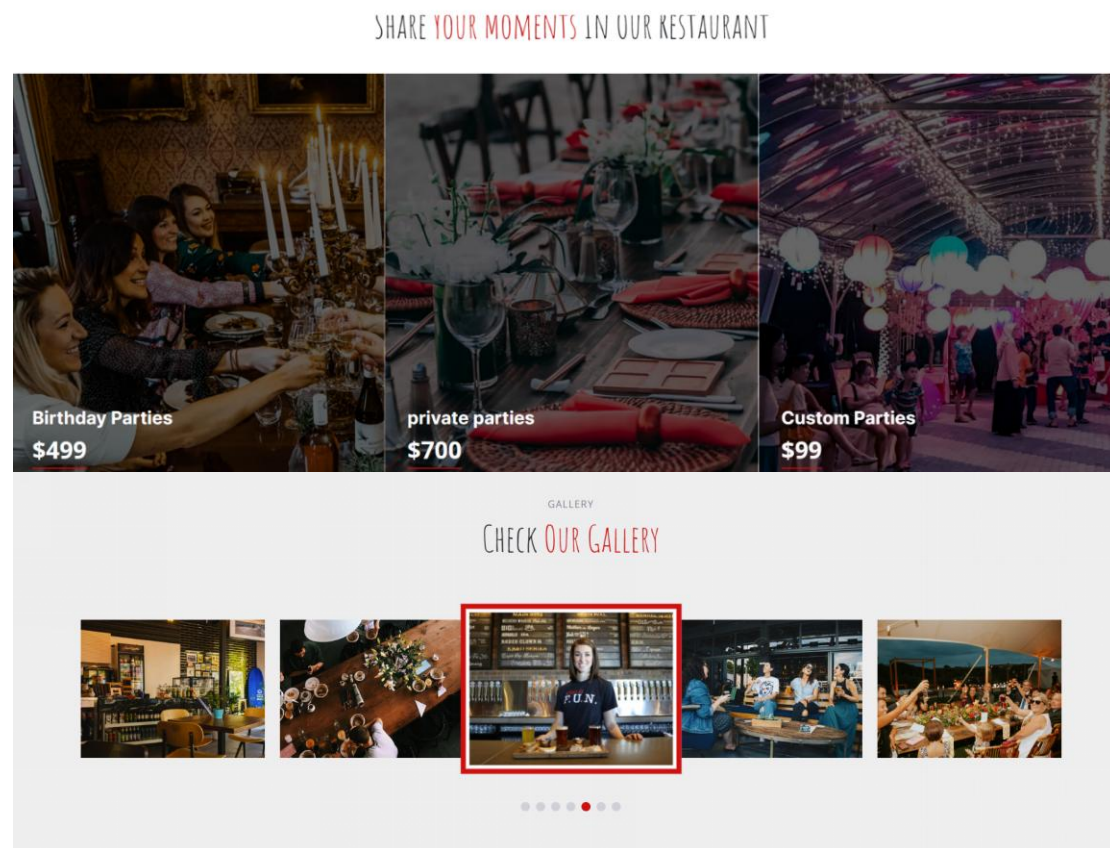 SHARE YOUR MOMENTS IN OUR RESTAURANT
Birthday Parties
$499
private parties
$700
Custom Parties
$99
GALLERY
CHECK OUR GALLERY
F.U.N.